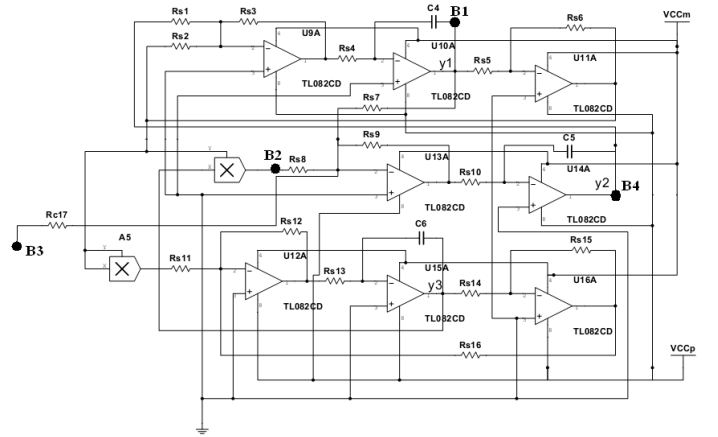 Rs1
C4
B1
Rs6
VCCm
Rs3
Rs2
U9A
Rs4
U10A
y1
Rs5
U11A
TL082CD
TL082CD
TL082CD
Rs7
B2
Rs8
Rs9
U13A
C5
U14A
Rs10
y2
B4
TL082CD
TL082CD
Rc17
B3
A5
Rs11
Rs12
U12A
C6
Rs13
U15A
y3
Rs14
Rs15
U16A
TL082CD
TL082CD
TL082CD
Rs16
VCCp